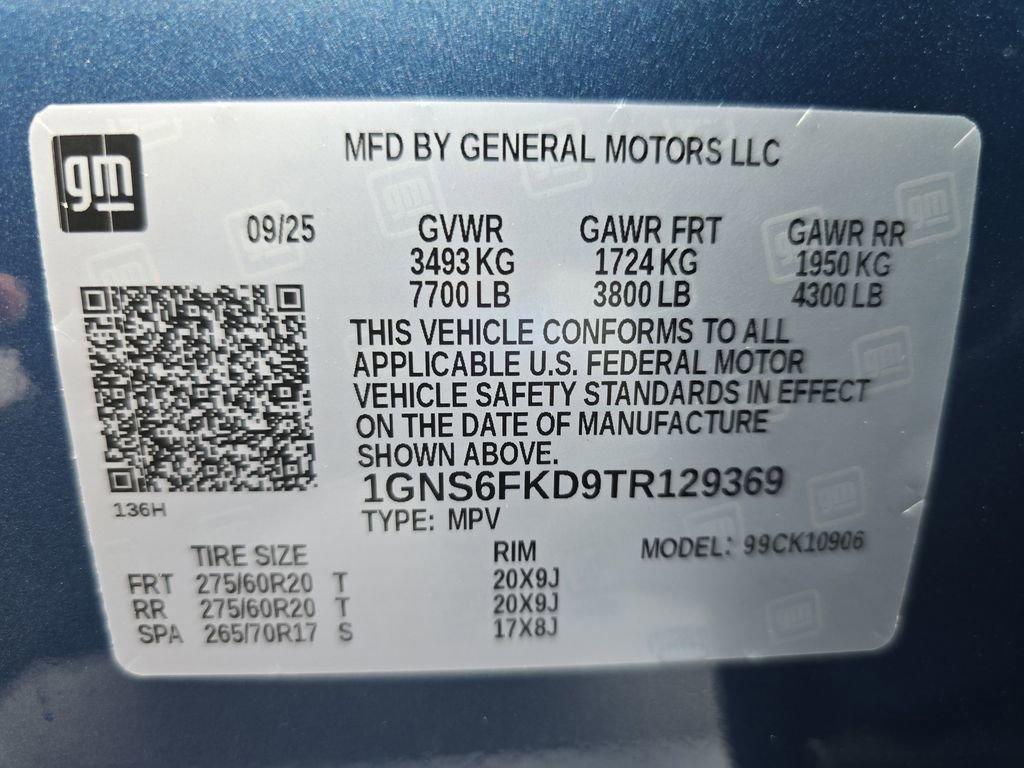 gm
MFD BY GENERAL MOTORS LLC
09/25 GVWR GAWR FRT GAWR RR
3493 KG 1724 KG 1950 KG
7700 LB 3800 LB 4300 LB
THIS VEHICLE CONFORMS TO ALL
APPLICABLE U.S. FEDERAL MOTOR
VEHICLE SAFETY STANDARDS IN EFFECT
ON THE DATE OF MANUFACTURE
SHOWN ABOVE.
1GNS6FKD9TR129369
136H
TYPE: MPV
TIRE SIZE RIM MODEL: 99CK10906
FRT 275/60R20 T 20X9J
RR 275/60R20 T 20X9J
SPA 265/70R17 S 17X8J